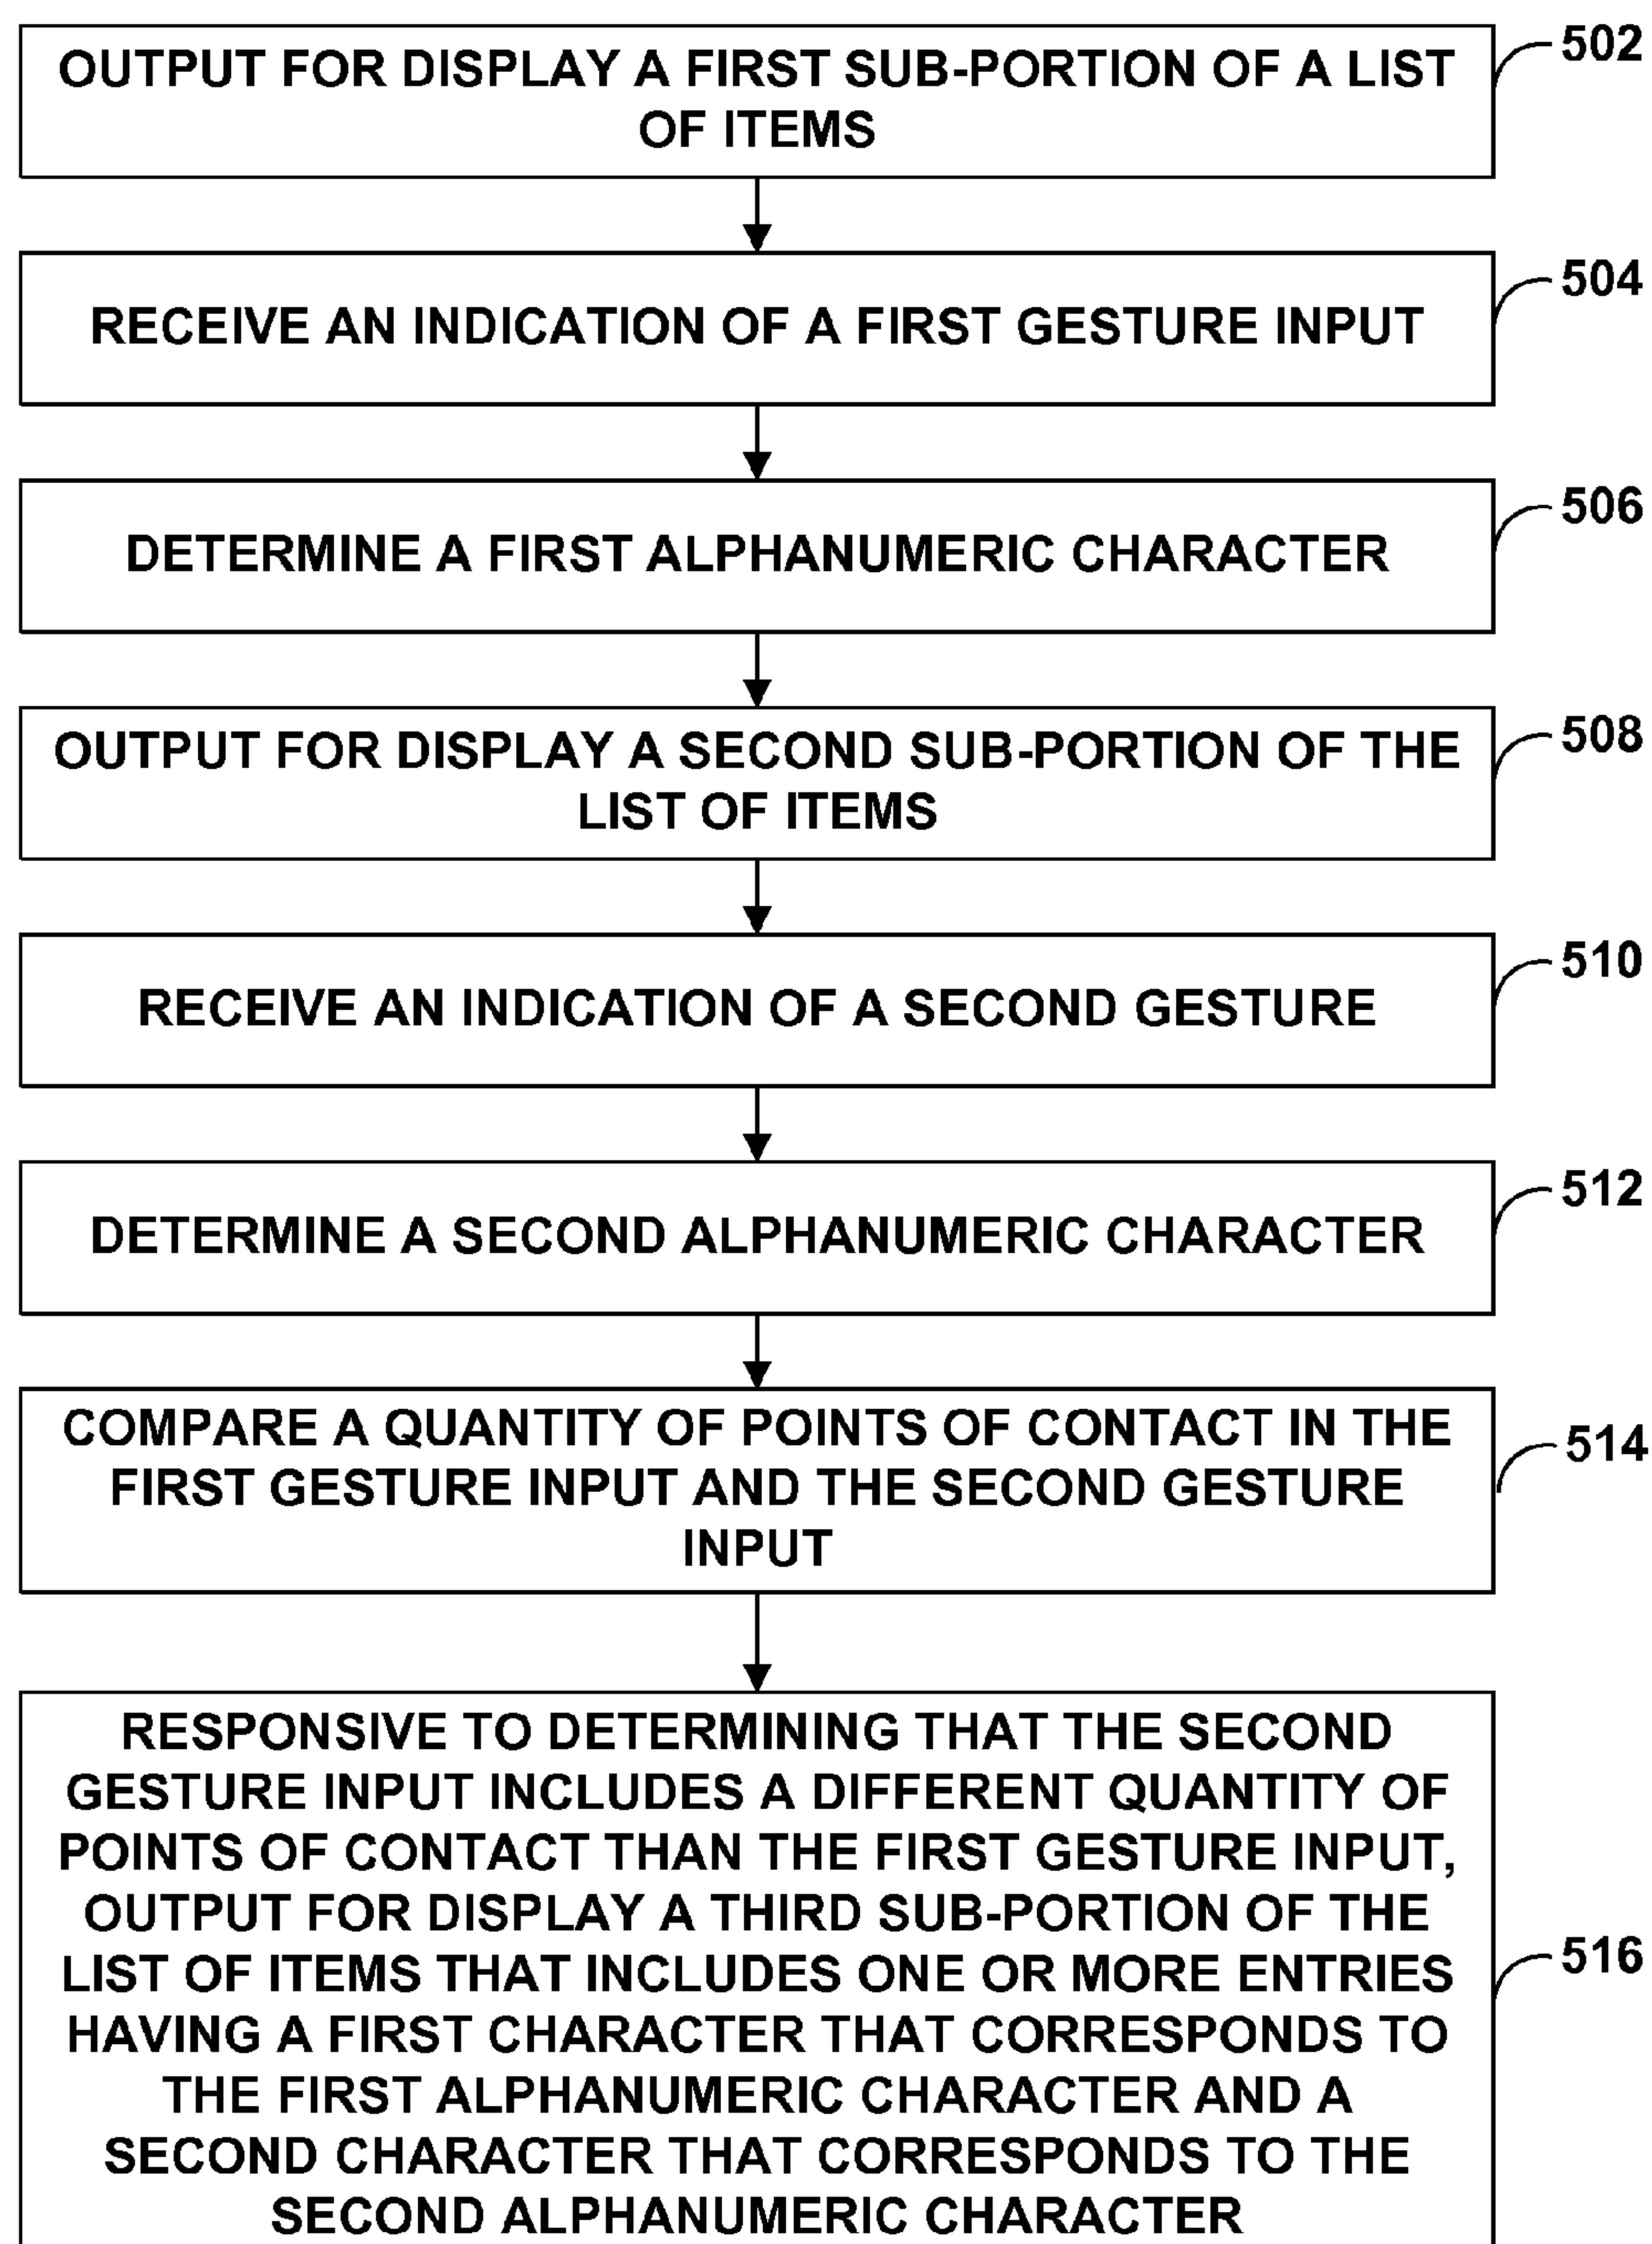 OUTPUT FOR DISPLAY A FIRST SUB-PORTION OF A LIST
OF ITEMS
502
RECEIVE AN INDICATION OF A FIRST GESTURE INPUT
504
DETERMINE A FIRST ALPHANUMERIC CHARACTER
506
OUTPUT FOR DISPLAY A SECOND SUB-PORTION OF THE
LIST OF ITEMS
508
RECEIVE AN INDICATION OF A SECOND GESTURE
510
DETERMINE A SECOND ALPHANUMERIC CHARACTER
512
COMPARE A QUANTITY OF POINTS OF CONTACT IN THE
FIRST GESTURE INPUT AND THE SECOND GESTURE
INPUT
514
RESPONSIVE TO DETERMINING THAT THE SECOND
GESTURE INPUT INCLUDES A DIFFERENT QUANTITY OF
POINTS OF CONTACT THAN THE FIRST GESTURE INPUT,
OUTPUT FOR DISPLAY A THIRD SUB-PORTION OF THE
LIST OF ITEMS THAT INCLUDES ONE OR MORE ENTRIES
HAVING A FIRST CHARACTER THAT CORRESPONDS TO
THE FIRST ALPHANUMERIC CHARACTER AND A
SECOND CHARACTER THAT CORRESPONDS TO THE
SECOND ALPHANUMERIC CHARACTER
516